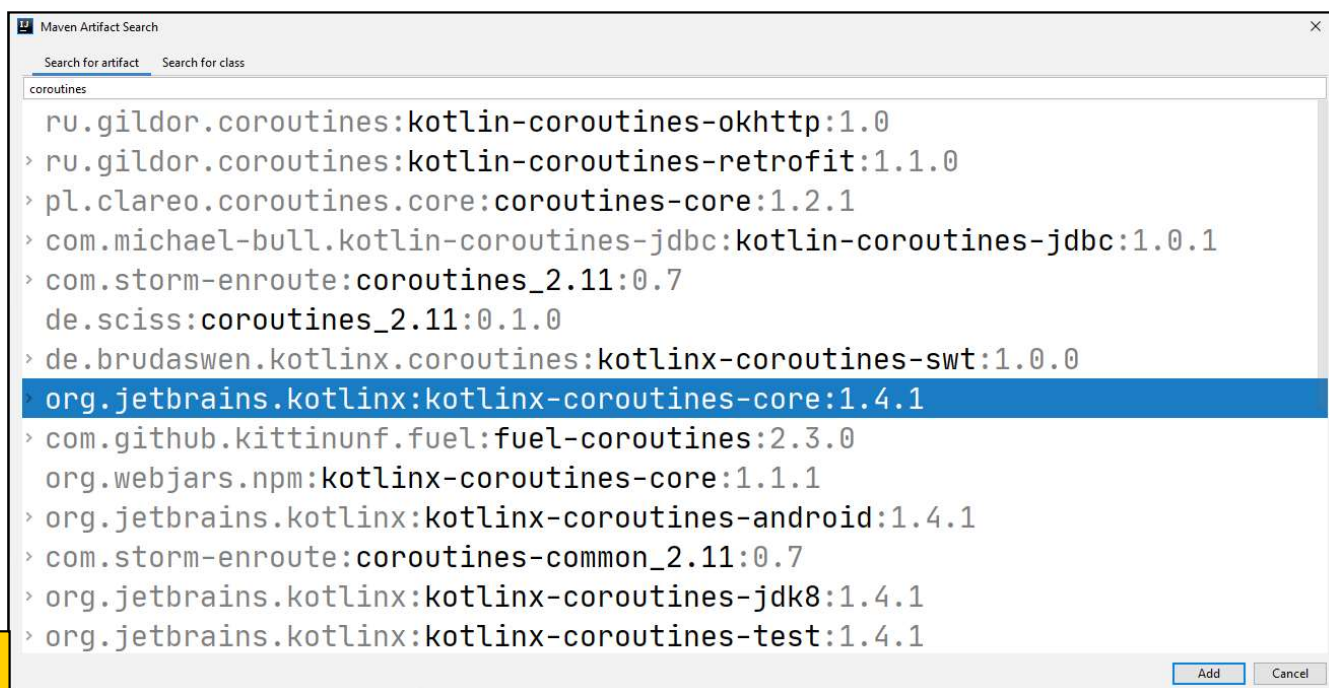 IJ
Maven Artifact Search
Search for artifact Search for class
coroutines
ru.gildor.coroutines:kotlin-coroutines-okhttp:1.0
ru.gildor.coroutines:kotlin-coroutines-retrofit:1.1.0
pl.clareo.coroutines.core:coroutines-core:1.2.1
com.michael-bull.kotlin-coroutines-jdbc:kotlin-coroutines-jdbc:1.0.1
com.storm-enroute:coroutines_2.11:0.7
de.sciss:coroutines_2.11:0.1.0
de.brudaswen.kotlinx.coroutines:kotlinx-coroutines-swt:1.0.0
org.jetbrains.kotlinx:kotlinx-coroutines-core:1.4.1
com.github.kittinunf.fuel:fuel-coroutines:2.3.0
org.webjars.npm:kotlinx-coroutines-core:1.1.1
org.jetbrains.kotlinx:kotlinx-coroutines-android:1.4.1
com.storm-enroute:coroutines-common_2.11:0.7
org.jetbrains.kotlinx:kotlinx-coroutines-jdk8:1.4.1
org.jetbrains.kotlinx:kotlinx-coroutines-test:1.4.1
Add Cancel